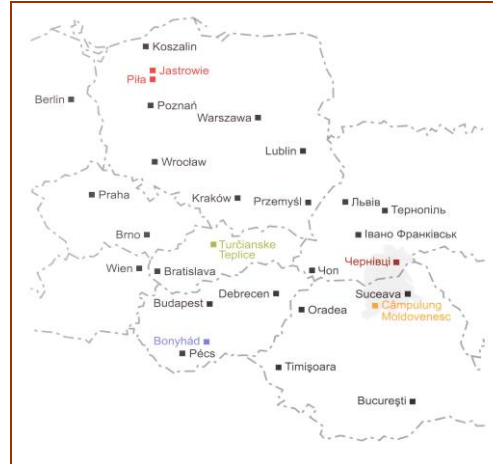 Koszalin
Jastrowie
Piła
Berlin
Poznań
Warszawa
Lublin
Wrocław
Praha
Kraków
Przemyśl
Львів
Тернопіль
Brno
Turčianske
Teplice
Івано Франківськ
Wien
Bratislava
Чоп
Чернівці
Budapest
Debrecen
Oradea
Suceava
Câmpulung
Moldovenesc
Bonyhád
Pécs
Timişoara
Bucureşti